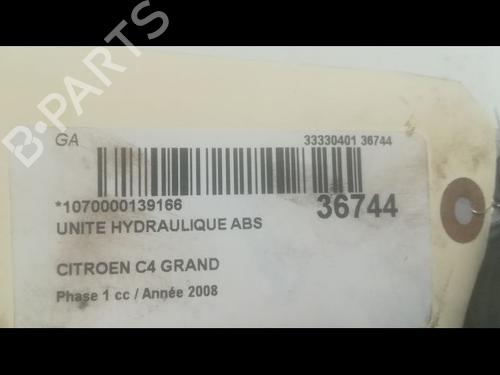 B-PARTS
GA
33330401 36744
*1070000139166
36744
UNITE HYDRAULIQUE ABS
CITROEN C4 GRAND
Phase 1 cc / Année 2008